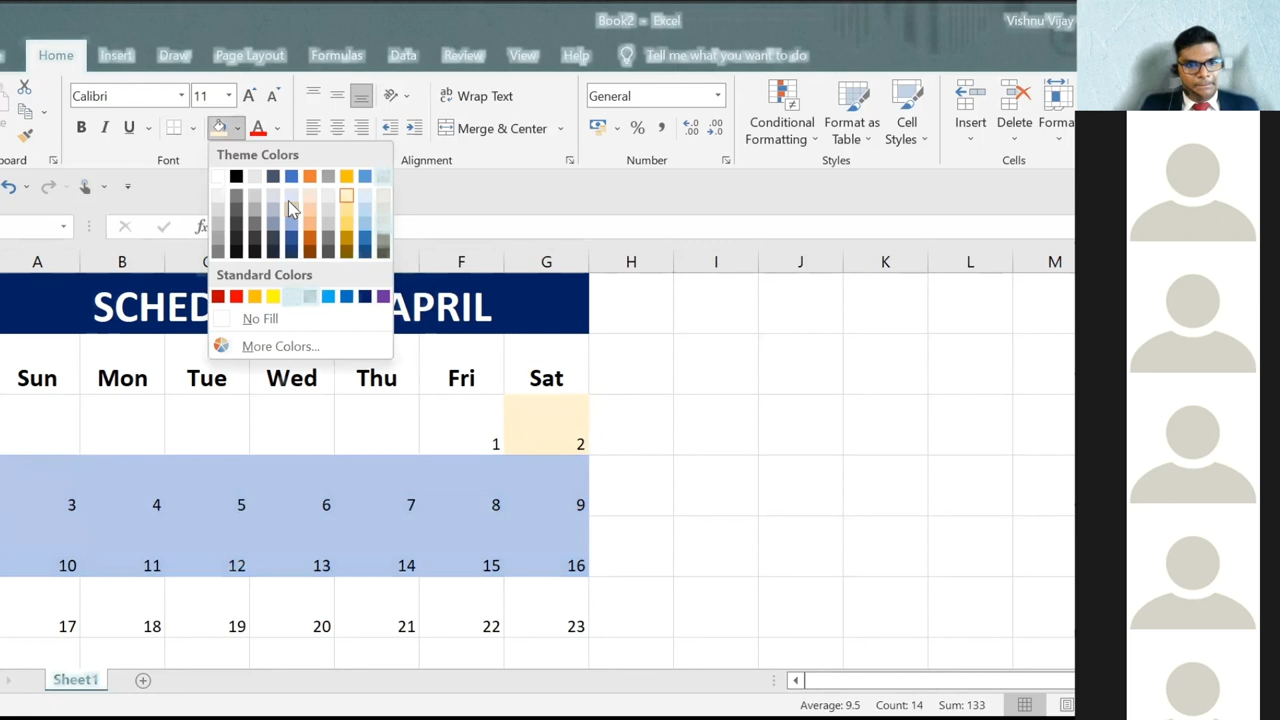 Book2 - Excel
Vishnu Vijay
Home Insert Draw Page Layout Formulas Data Review View Help Tell me what you want to do
Calibri 11 Wrap Text General
B I U A Merge & Center % , Conditional Formatting Format as Table Cell Styles Insert Delete Format
oard Font Alignment Number Styles Cells
Theme Colors
Standard Colors
No Fill
More Colors...
A B C F G H I J K L M
SCHED APRIL
Sun Mon Tue Wed Thu Fri Sat
1 2
3 4 5 6 7 8 9
10 11 12 13 14 15 16
17 18 19 20 21 22 23
Sheet1
Average: 9.5 Count: 14 Sum: 133